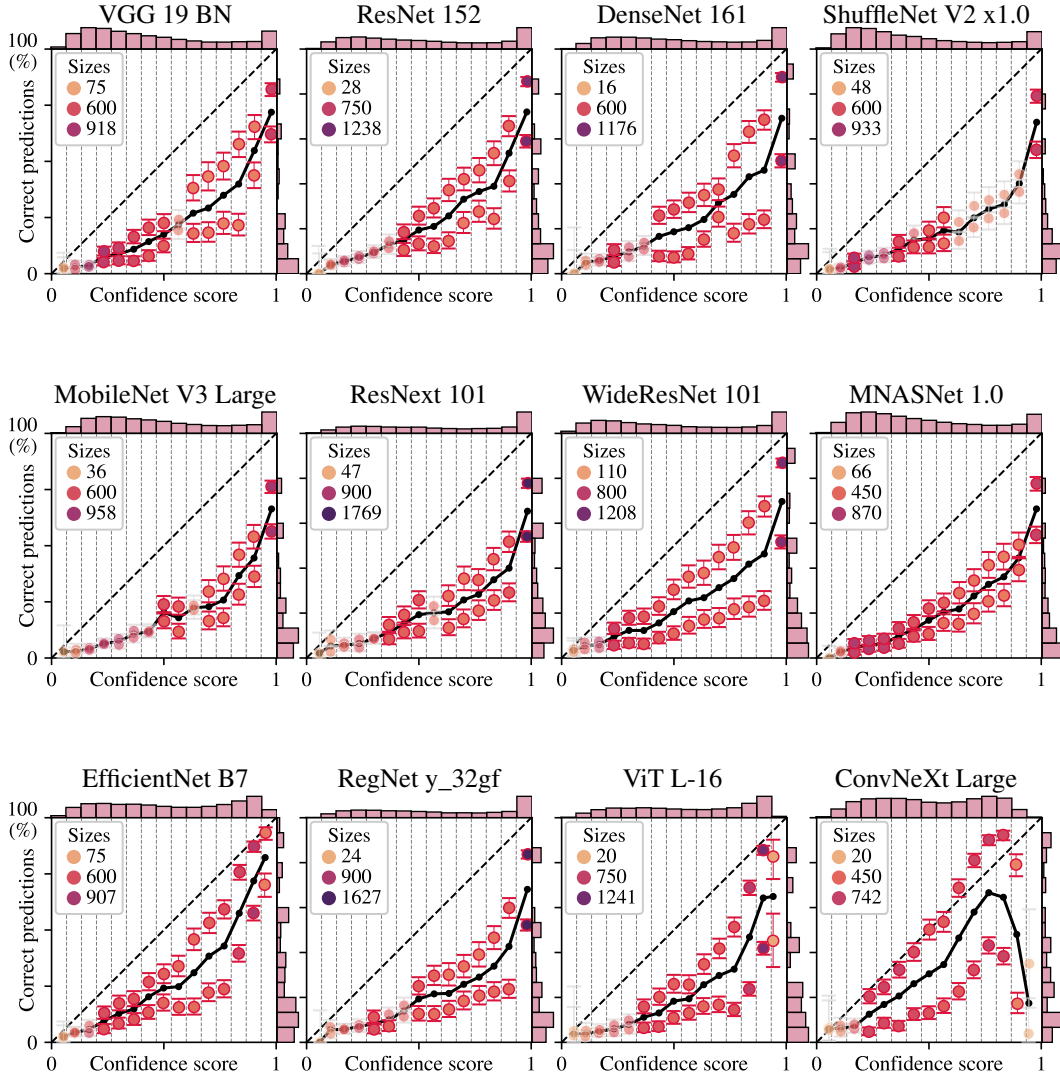 VGG 19 BN
ResNet 152
DenseNet 161
ShuffleNet V2 x1.0
100
(%)
Correct predictions
0
Sizes
75
600
918
Sizes
28
750
1238
Sizes
16
600
1176
Sizes
48
600
933
0 Confidence score 1
0 Confidence score 1
0 Confidence score 1
0 Confidence score 1
MobileNet V3 Large
ResNext 101
WideResNet 101
MNASNet 1.0
100
(%)
Correct predictions
0
Sizes
36
600
958
Sizes
47
900
1769
Sizes
110
800
1208
Sizes
66
450
870
0 Confidence score 1
0 Confidence score 1
0 Confidence score 1
0 Confidence score 1
EfficientNet B7
RegNet y_32gf
ViT L-16
ConvNeXt Large
100
(%)
Correct predictions
0
Sizes
75
600
907
Sizes
24
900
1627
Sizes
20
750
1241
Sizes
20
450
742
0 Confidence score 1
0 Confidence score 1
0 Confidence score 1
0 Confidence score 1